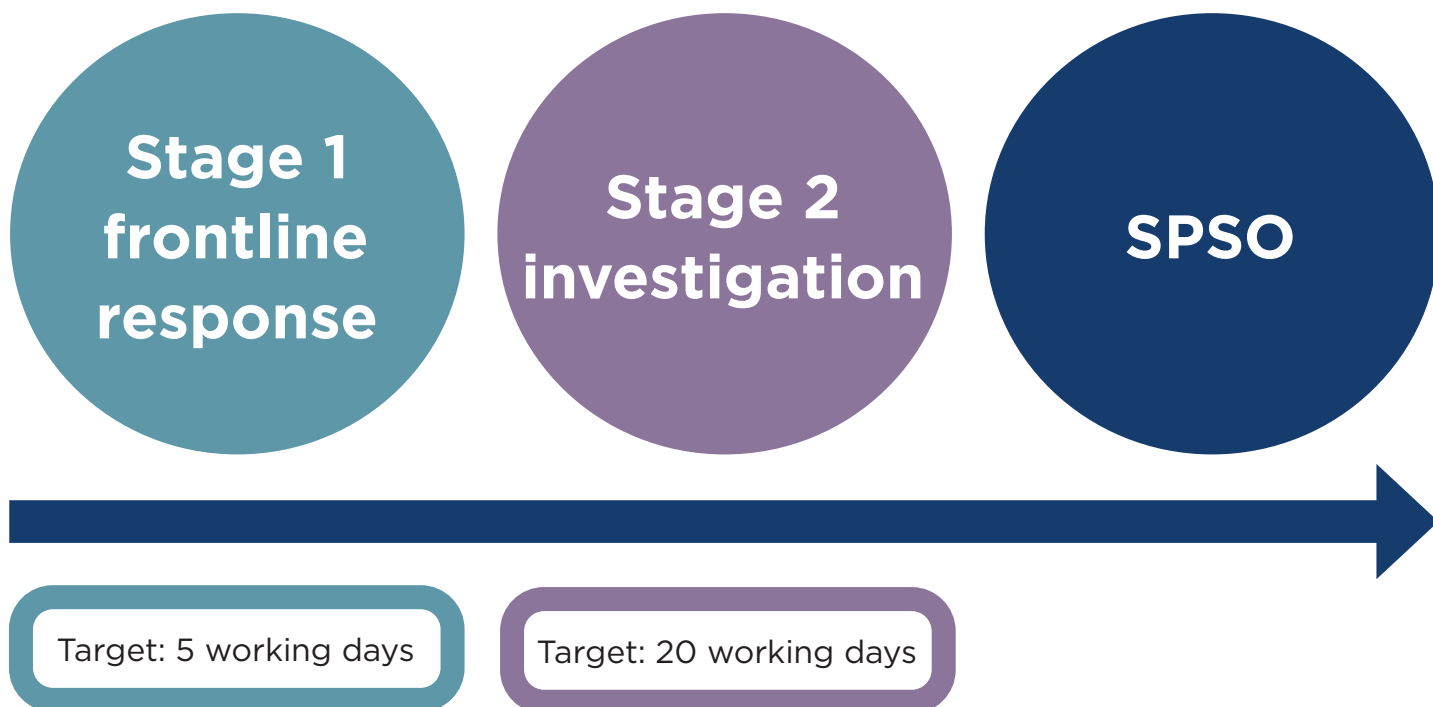 Stage 1
frontline
response
Stage 2
investigation
SPSO
Target: 5 working days
Target: 20 working days